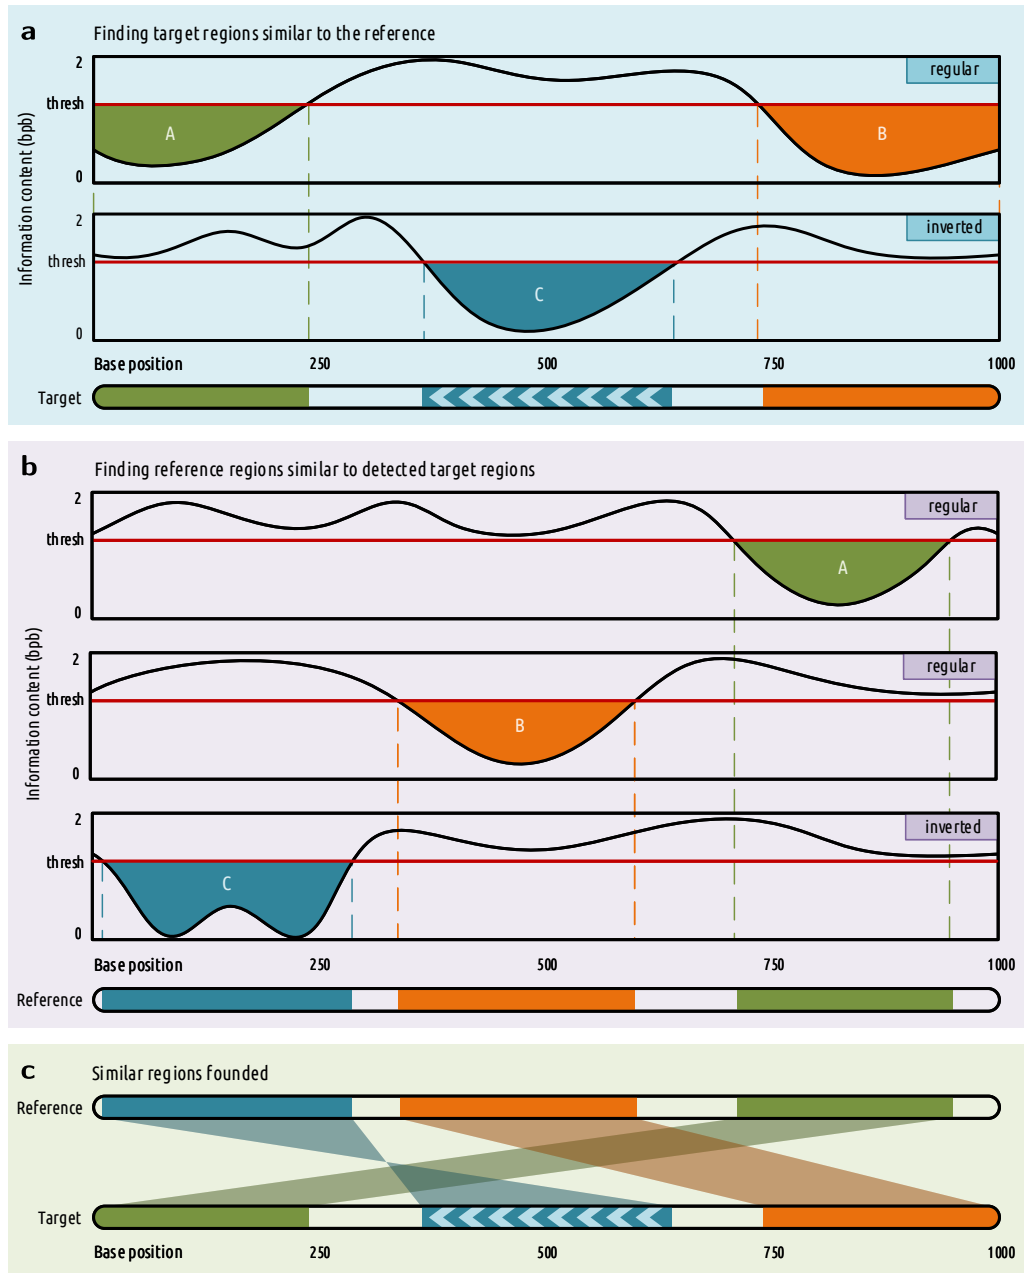 a
Finding target regions similar to the reference
Information content (bpb)
2
regular
thresh
A
B
0
2
inverted
thresh
C
0
Base position 250 500 750 1000
Target
b
Finding reference regions similar to detected target regions
Information content (bpb)
2
regular
thresh
A
0
2
regular
thresh
B
0
2
inverted
thresh
C
0
Base position 250 500 750 1000
Reference
c
Similar regions founded
Reference
Target
Base position 250 500 750 1000